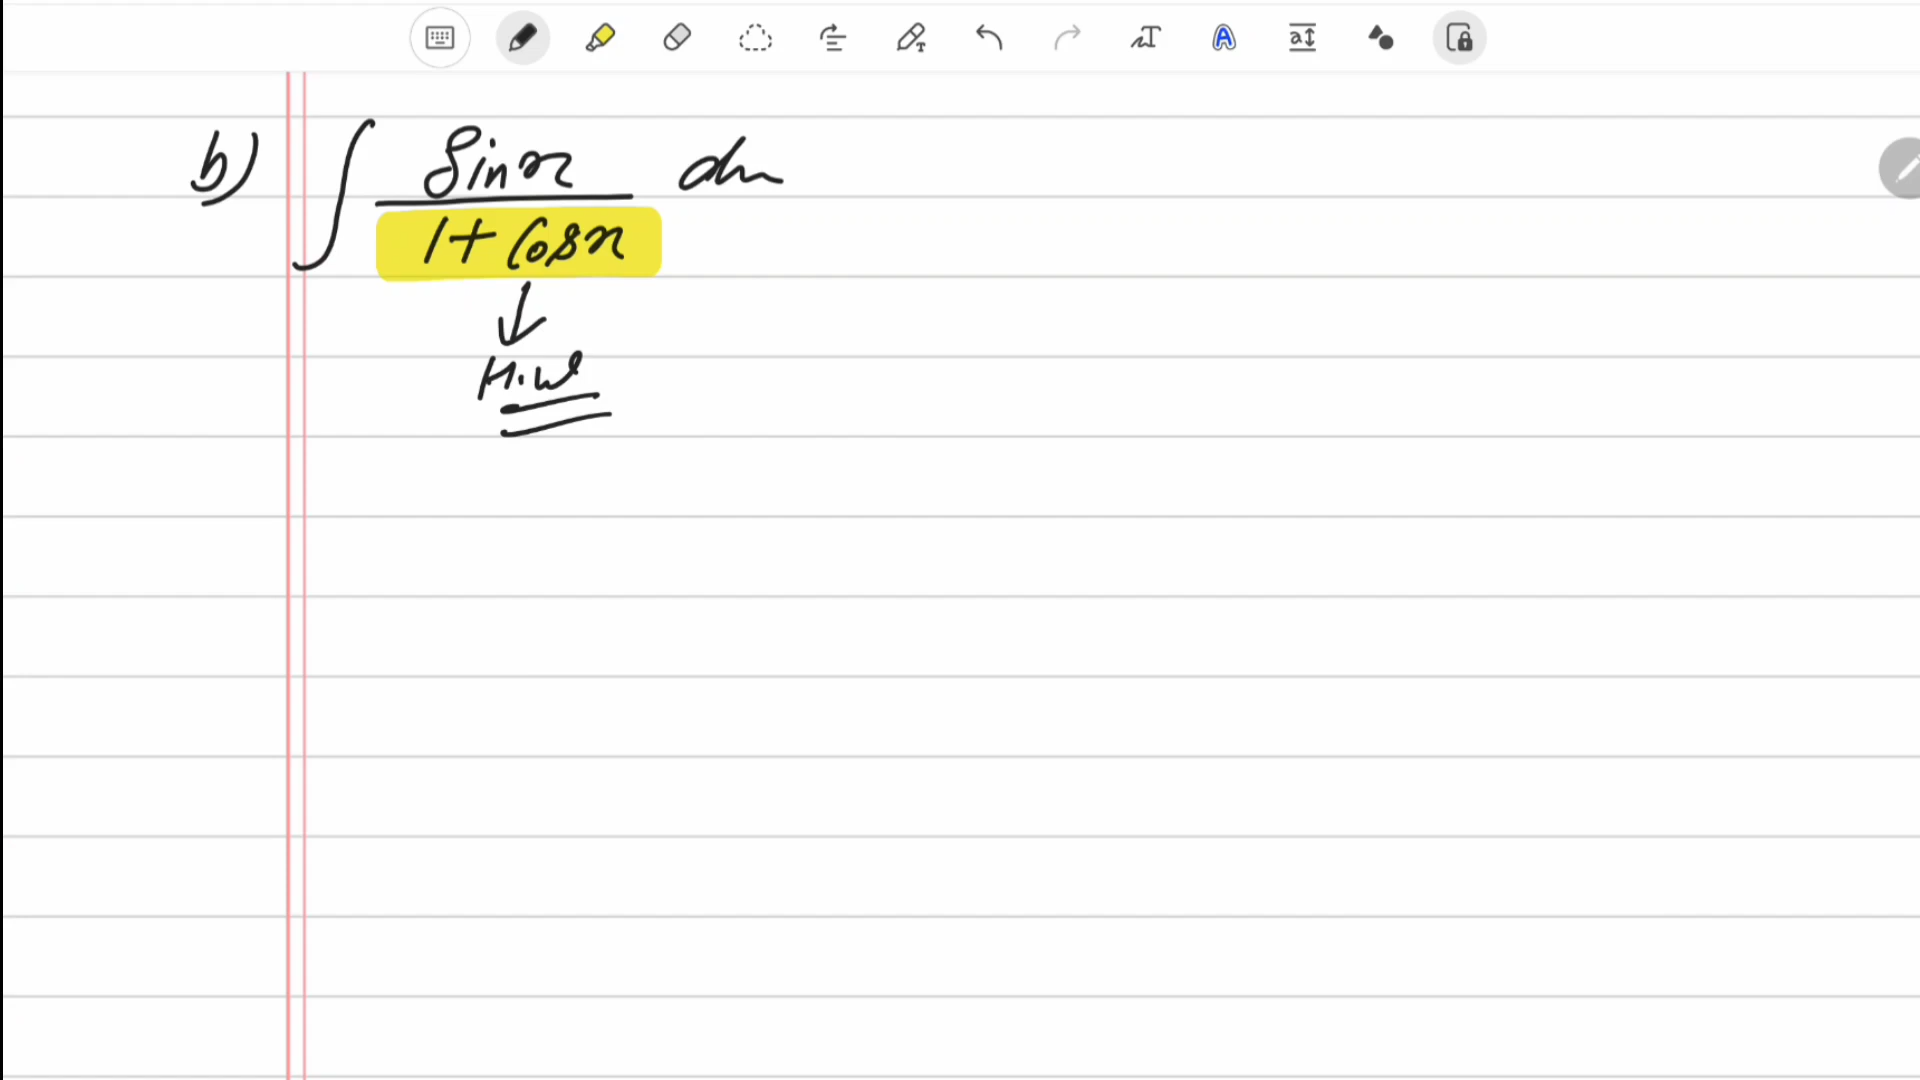 b) ∫ Sinx / 1 + Cosx dx
H.W